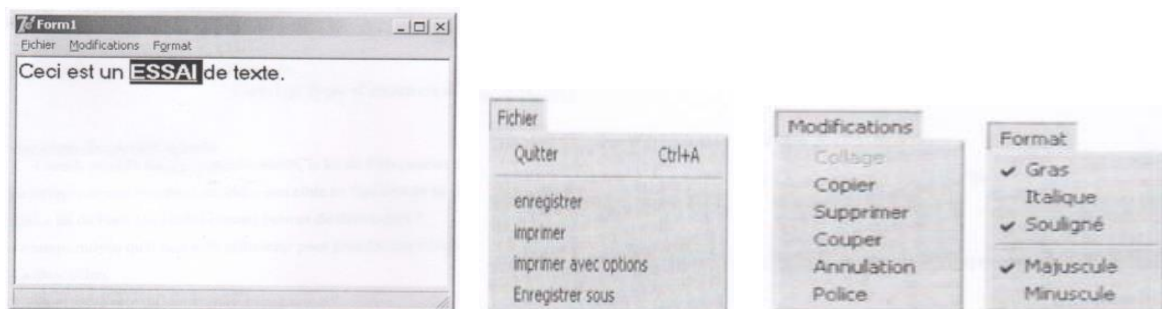 Form1
Fichier Modifications Format
Ceci est un ESSAI de texte.
Fichier
Quitter Ctrl+A
enregistrer
imprimer
imprimer avec options
Enregistrer sous
Modifications
Collage
Copier
Supprimer
Couper
Annulation
Police
Format
Gras
Italique
Souligné
Majuscule
Minuscule